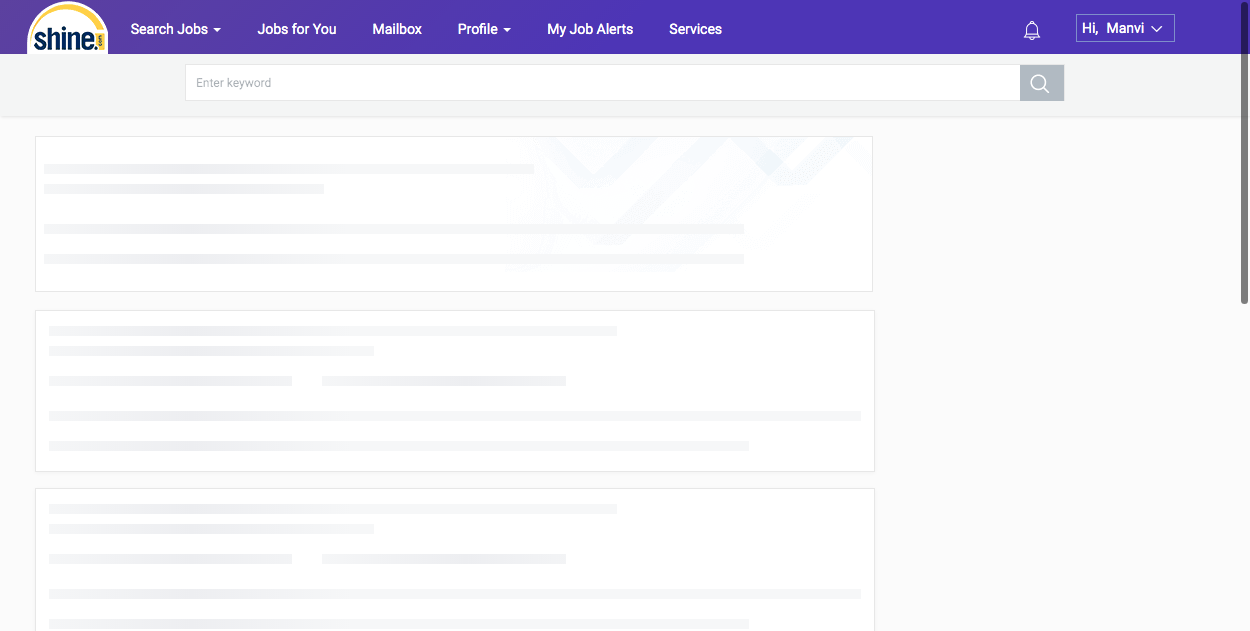 shine.com
Search Jobs
Jobs for You
Mailbox
Profile
My Job Alerts
Services
Hi, Manvi
Enter keyword